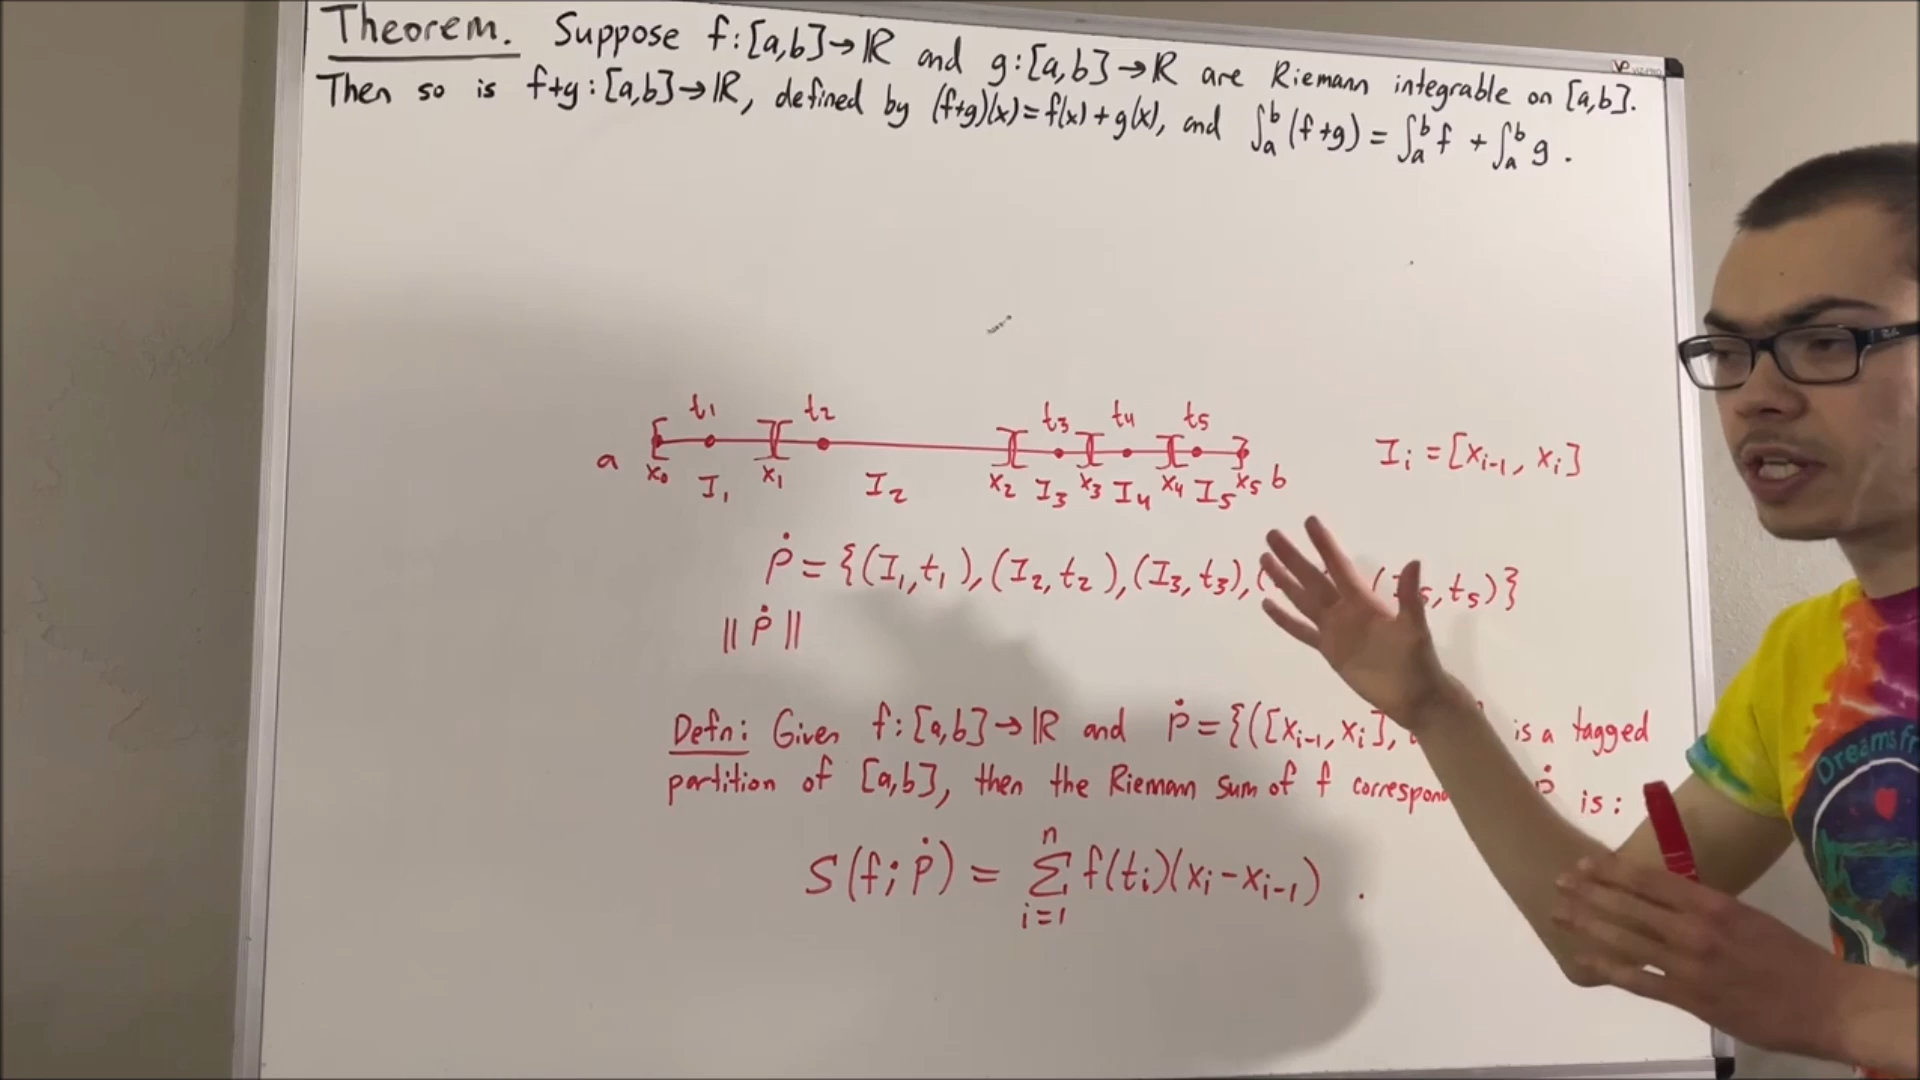 Theorem. Suppose f:[a,b]→ℝ and g:[a,b]→ℝ are Riemann integrable on [a,b].
Then so is f+g:[a,b]→ℝ, defined by (f+g)(x)=f(x)+g(x), and ∫ₐᵇ(f+g) = ∫ₐᵇf + ∫ₐᵇg.
t₁ t₂ t₃ t₄ t₅
a x₀ I₁ x₁ I₂ x₂ I₃ x₃ I₄ x₄ I₅ x₅ b
Iᵢ = [xᵢ₋₁, xᵢ]
Ṗ = {(I₁,t₁),(I₂,t₂),(I₃,t₃),( ,t₅)}
||Ṗ||
Defn: Given f:[a,b]→ℝ and Ṗ={([xᵢ₋₁,xᵢ], is a tagged
partition of [a,b], then the Riemann sum of f Ṗ is:
S(f;Ṗ) = ∑ᵢ₌₁ⁿ f(tᵢ)(xᵢ-xᵢ₋₁) .
Dreams